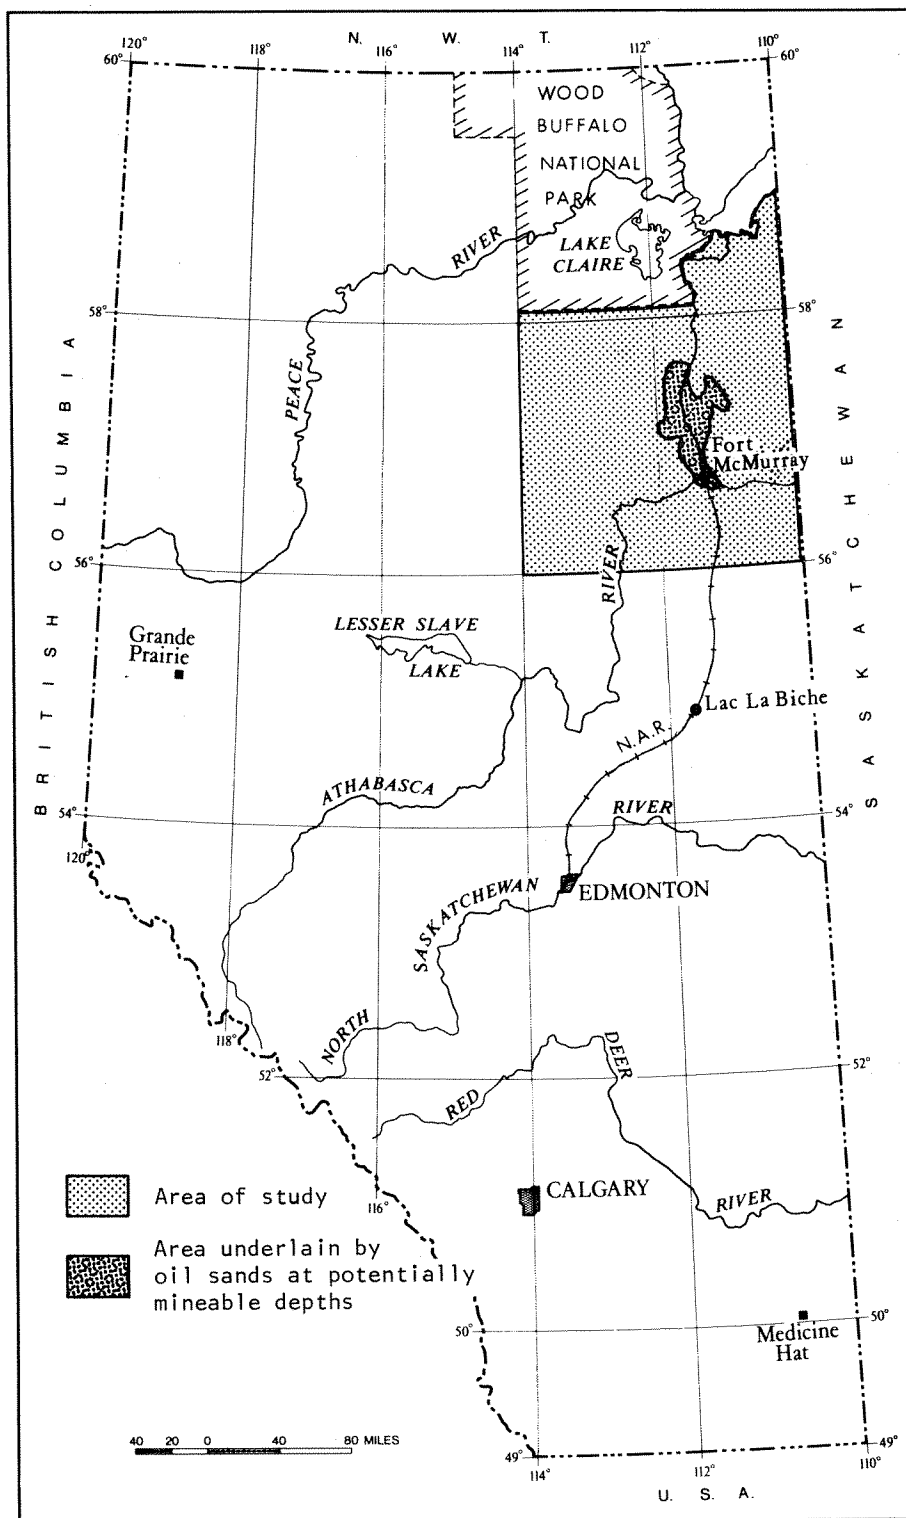 N. W. T.
120°
118°
116°
114°
112°
110°
60°
60°
WOOD
BUFFALO
NATIONAL
PARK
LAKE
CLAIRE
RIVER
PEACE
58°
58°
BRITISH COLUMBIA
SASKATCHEWAN
Fort
McMurray
56°
56°
RIVER
LESSER SLAVE
LAKE
Grande
Prairie
Lac La Biche
N.A.R.
ATHABASCA
RIVER
54°
54°
120°
EDMONTON
SASKATCHEWAN
NORTH
118°
52°
52°
RED
DEER
RIVER
CALGARY
116°
Area of study
Area underlain by
oil sands at potentially
mineable depths
50°
50°
Medicine
Hat
40 20 0 40 80 MILES
49°
49°
114°
112°
110°
U. S. A.